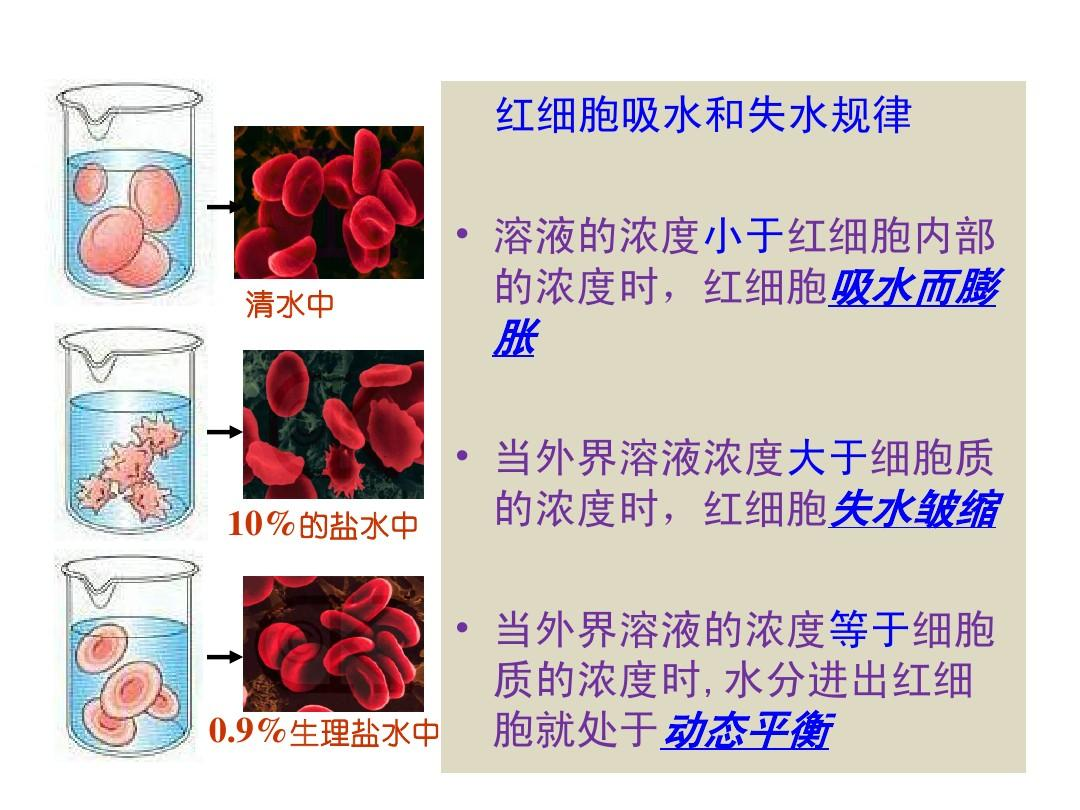 红细胞吸水和失水规律
• 溶液的浓度小于红细胞内部
的浓度时，红细胞吸水而膨
胀
• 当外界溶液浓度大于细胞质
的浓度时，红细胞失水皱缩
• 当外界溶液的浓度等于细胞
质的浓度时,水分进出红细
胞就处于动态平衡
清水中
10%的盐水中
0.9%生理盐水中